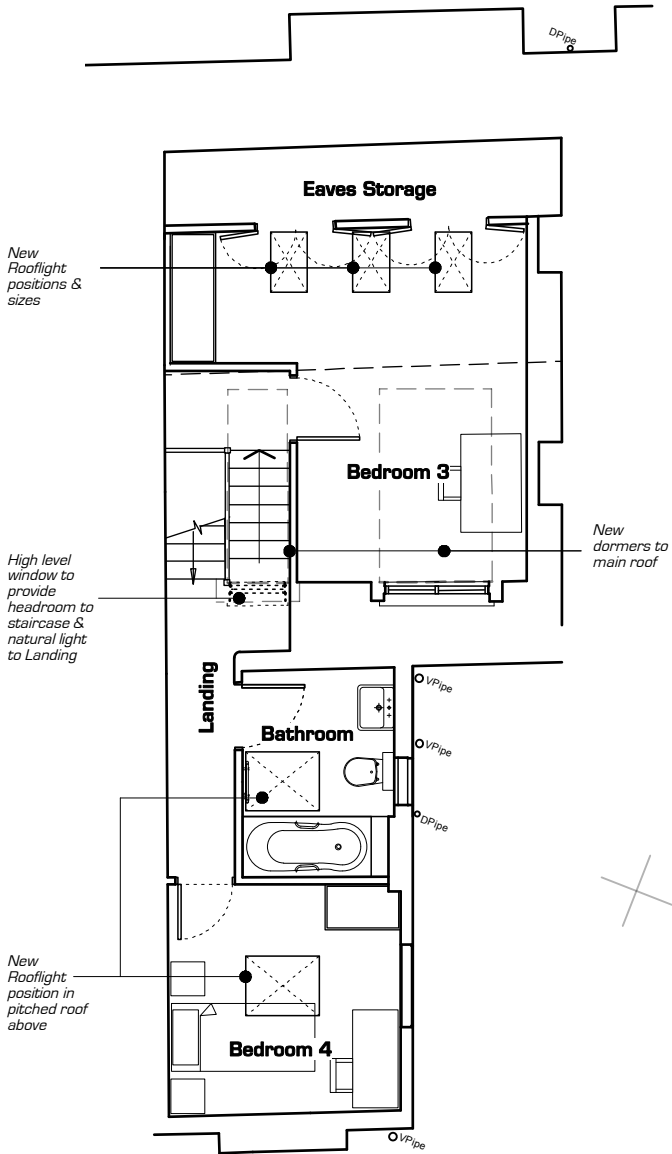 DPipe
Eaves Storage
New
Rooflight
positions &
sizes
Bedroom 3
New
dormers to
main roof
High level
window to
provide
headroom to
staircase &
natural light
to Landing
Landing
VPipe
Bathroom
VPipe
DPipe
New
Rooflight
position in
pitched roof
above
Bedroom 4
VPipe